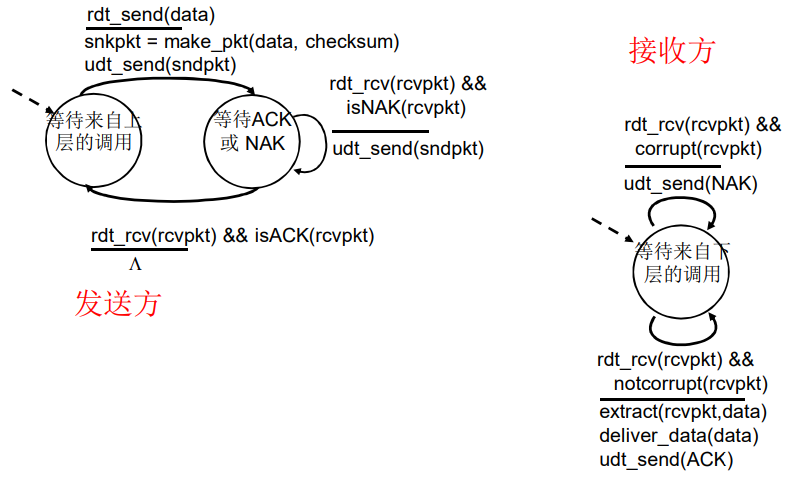 rdt_send(data)
snkpkt = make_pkt(data, checksum)
udt_send(sndpkt)
等待来自上
层的调用
等待ACK
或 NAK
rdt_rcv(rcvpkt) &&
isNAK(rcvpkt)
udt_send(sndpkt)
rdt_rcv(rcvpkt) && isACK(rcvpkt)
Λ
发送方
接收方
rdt_rcv(rcvpkt) &&
corrupt(rcvpkt)
udt_send(NAK)
等待来自下
层的调用
rdt_rcv(rcvpkt) &&
notcorrupt(rcvpkt)
extract(rcvpkt,data)
deliver_data(data)
udt_send(ACK)